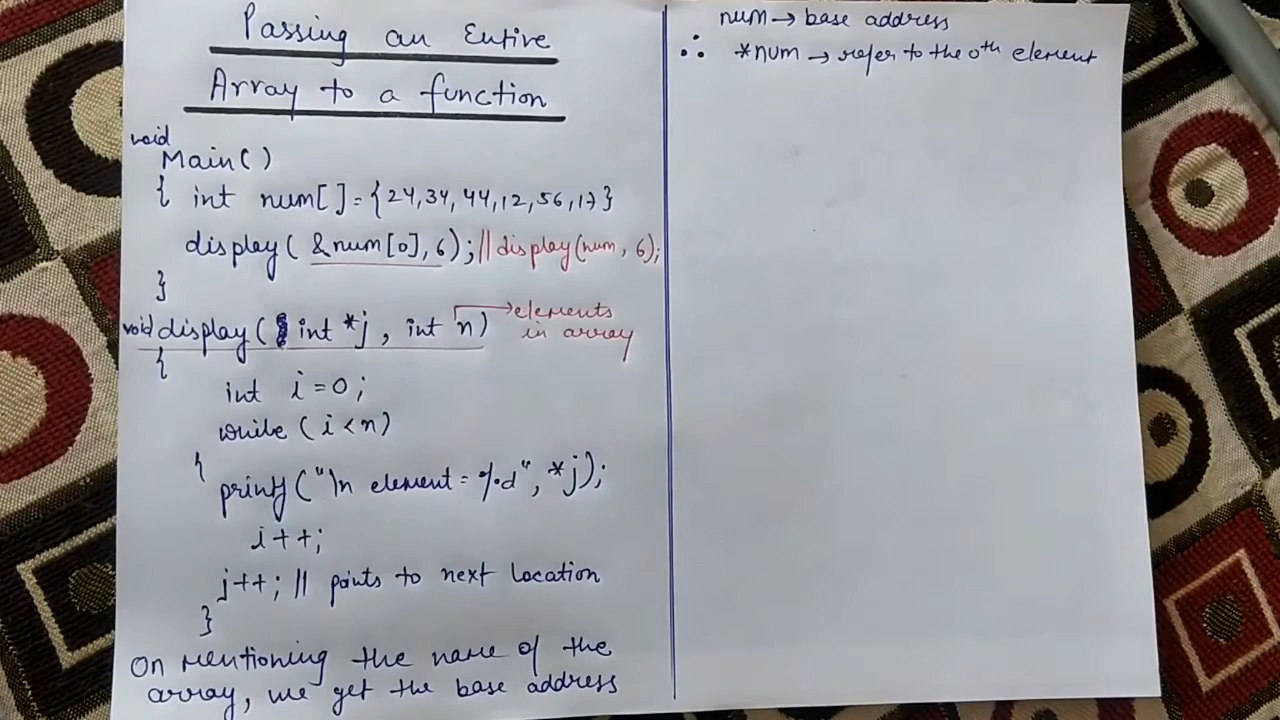 Passing an Entire
Array to a function
void
Main()
{ int num[]={24,34,44,12,56,17}
display( &num[0],6);//display(num, 6);
}
void display( int *j, int n) →elements
in array
{
int i=0;
while (i<n)
{
printf("\n element = %d", *j);
i++;
j++; // points to next location
}
On mentioning the name of the
array, we get the base address
num→ base address
∴ *num → refer to the 0th element